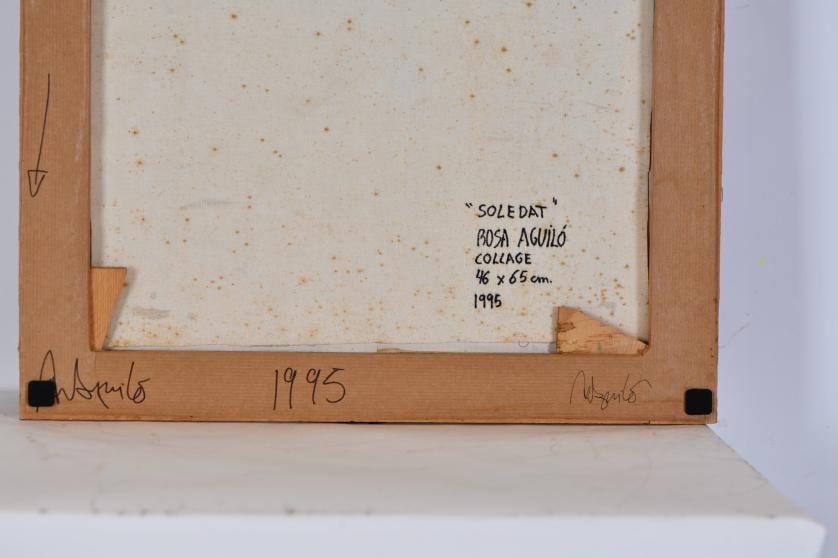 "SOLEDAT"
ROSA AGUILÓ
COLLAGE
46 x 65 cm.
1995
1995